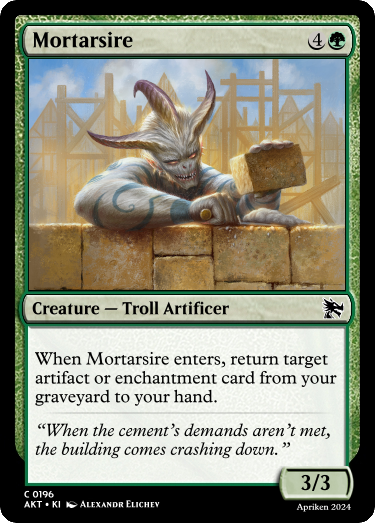 Mortarsire 4
Creature — Troll Artificer
When Mortarsire enters, return target
artifact or enchantment card from your
graveyard to your hand.
“When the cement’s demands aren’t met,
the building comes crashing down.”
3/3
C 0196
AKT • KI Alexandr Elichev
Apriken 2024